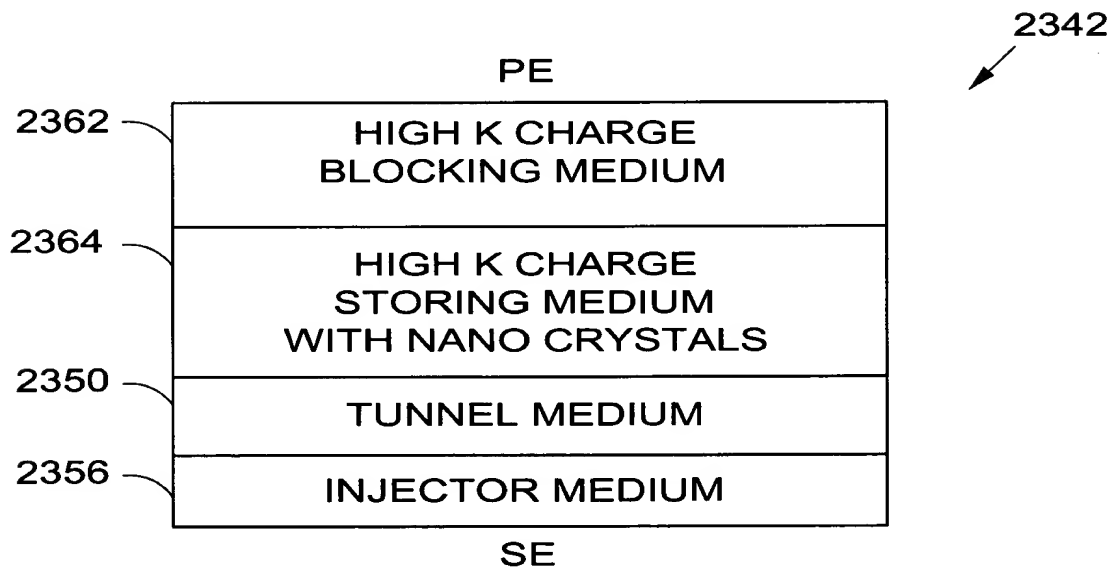 2342
PE
2362
HIGH K CHARGE
BLOCKING MEDIUM
2364
HIGH K CHARGE
STORING MEDIUM
WITH NANO CRYSTALS
2350
TUNNEL MEDIUM
2356
INJECTOR MEDIUM
SE